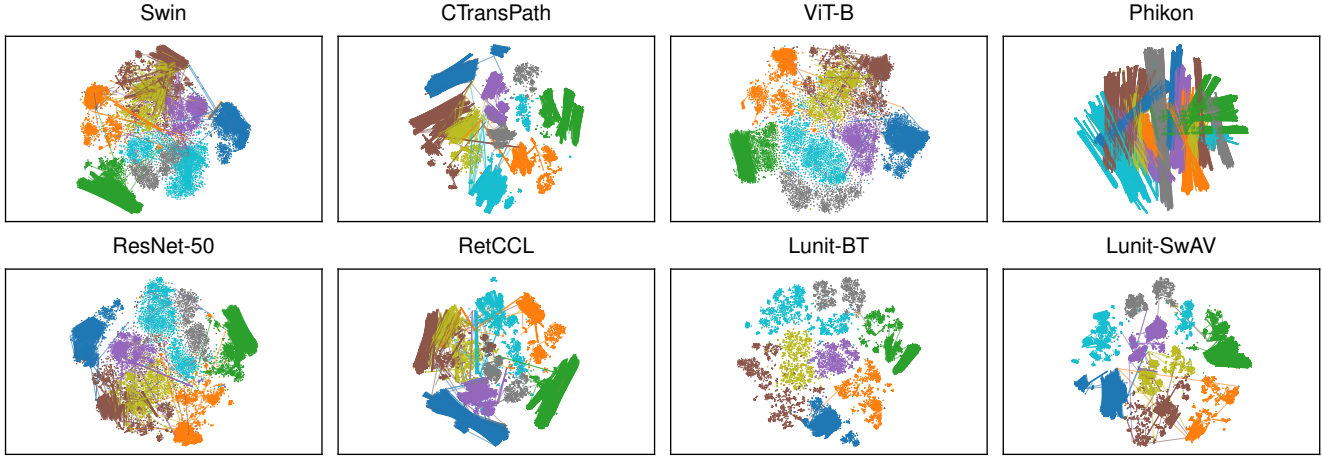 Swin
CTransPath
ViT-B
Phikon
ResNet-50
RetCCL
Lunit-BT
Lunit-SwAV